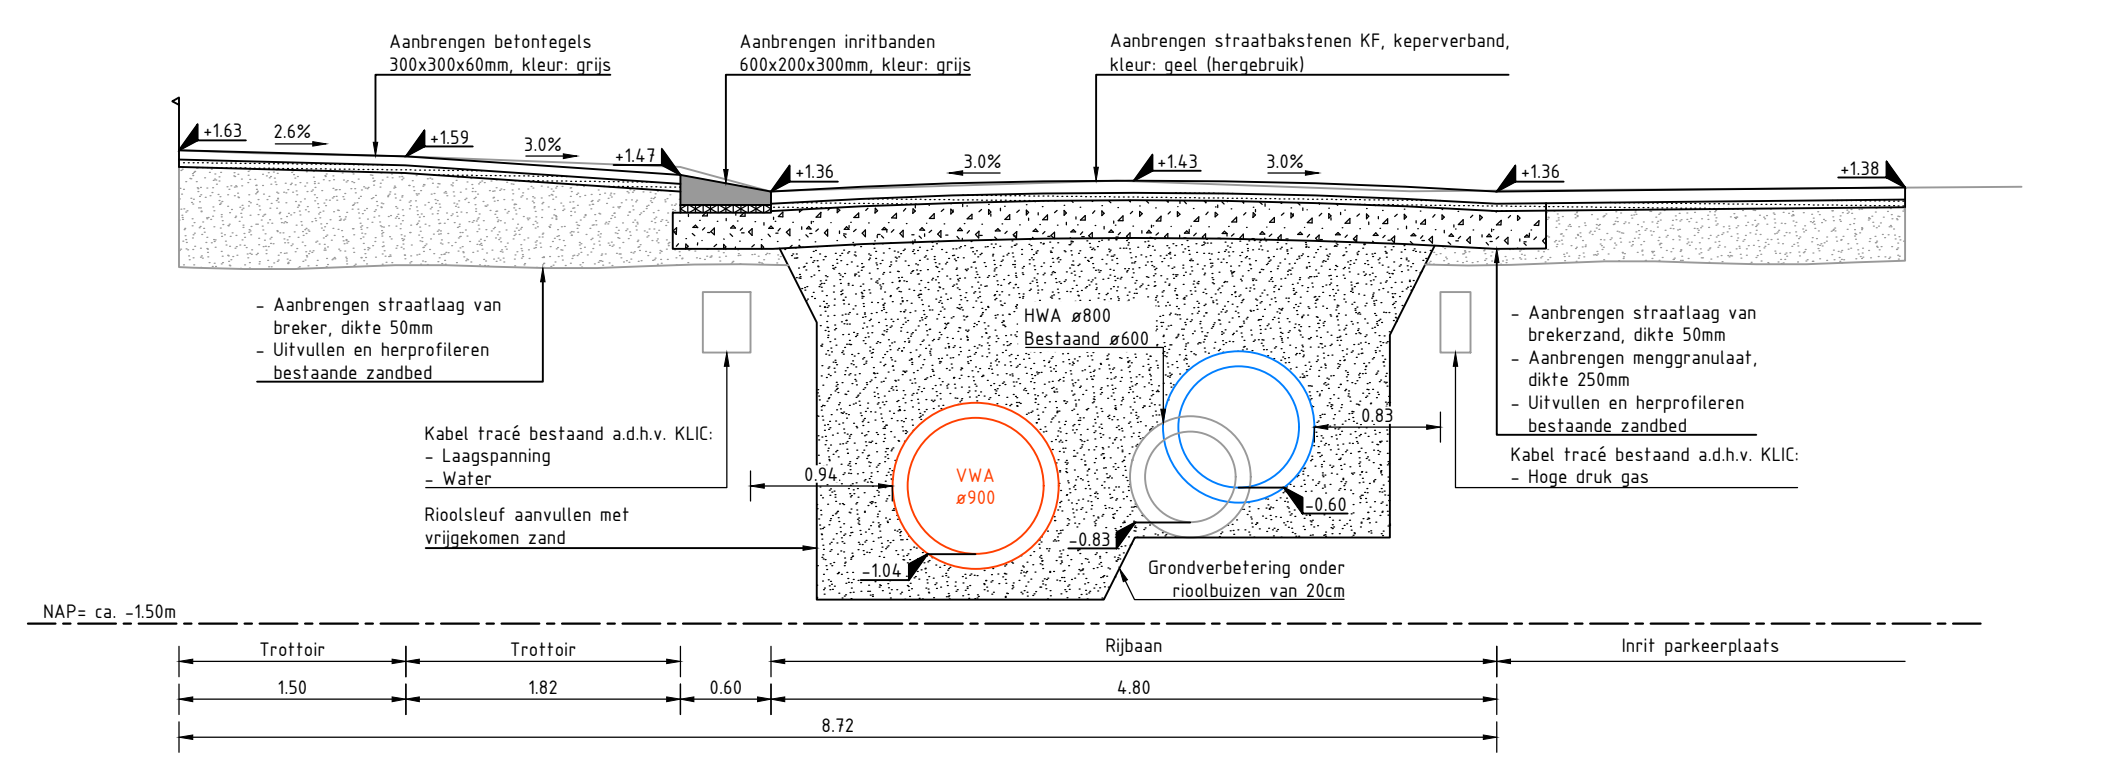 Aanbrengen betontegels
300x300x60mm, kleur: grijs
Aanbrengen inritbanden
600x200x300mm, kleur: grijs
Aanbrengen straatbakstenen KF, keperverband,
kleur: geel (hergebruik)
+1.63
2.6%
+1.59
3.0%
+1.47
+1.36
3.0%
+1.43
3.0%
+1.36
+1.38
- Aanbrengen straatlaag van
breker, dikte 50mm
- Uitvullen en herprofileren
bestaande zandbed
HWA ø800
Bestaand ø600
- Aanbrengen straatlaag van
brekerzand, dikte 50mm
- Aanbrengen menggranulaat,
dikte 250mm
- Uitvullen en herprofileren
bestaande zandbed
Kabel tracé bestaand a.d.h.v. KLIC:
- Laagspanning
- Water
0.94
VWA
ø900
0.83
Kabel tracé bestaand a.d.h.v. KLIC:
- Hoge druk gas
Rioolsleuf aanvullen met
vrijgekomen zand
-0.60
-0.83
-1.04
Grondverbetering onder
rioolbuizen van 20cm
NAP= ca. -1.50m
Trottoir
Trottoir
Rijbaan
Inrit parkeerplaats
1.50
1.82
0.60
4.80
8.72